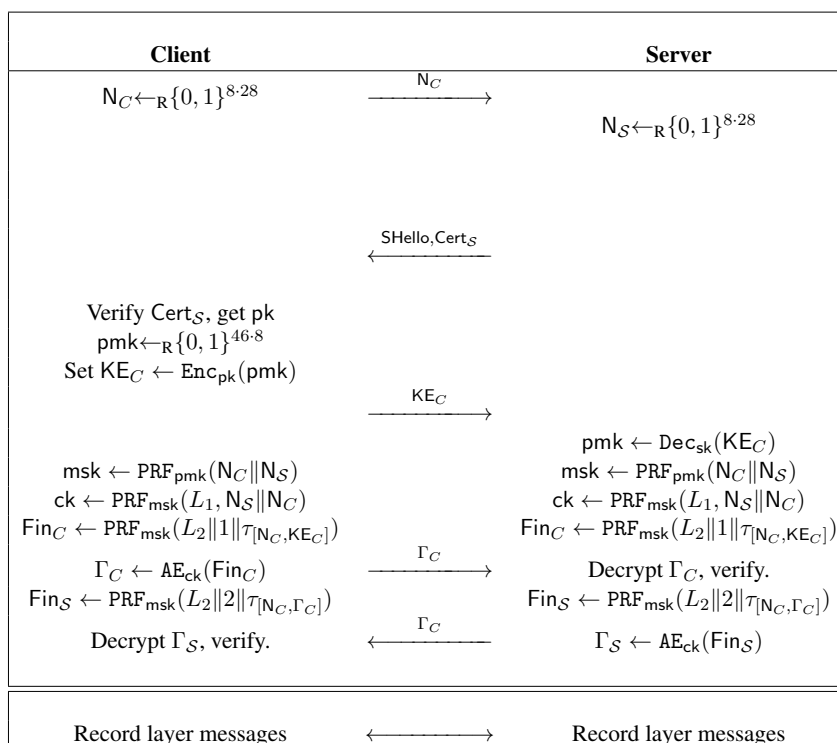 Client Server
N_C←_R{0, 1}^{8·28} N_C N_𝒮←_R{0, 1}^{8·28}
SHello,Cert_𝒮
Verify Cert_𝒮, get pk
pmk←_R{0, 1}^{46·8}
Set KE_C ← Enc_pk(pmk)
KE_C
pmk ← Dec_sk(KE_C)
msk ← PRF_pmk(N_C‖N_𝒮) msk ← PRF_pmk(N_C‖N_𝒮)
ck ← PRF_msk(L_1, N_𝒮‖N_C) ck ← PRF_msk(L_1, N_𝒮‖N_C)
Fin_C ← PRF_msk(L_2‖1‖τ_[N_C,KE_C]) Fin_C ← PRF_msk(L_2‖1‖τ_[N_C,KE_C])
Γ_C ← AE_ck(Fin_C) Γ_C Decrypt Γ_C, verify.
Fin_𝒮 ← PRF_msk(L_2‖2‖τ_[N_C,Γ_C]) Fin_𝒮 ← PRF_msk(L_2‖2‖τ_[N_C,Γ_C])
Decrypt Γ_𝒮, verify. Γ_C Γ_𝒮 ← AE_ck(Fin_𝒮)
Record layer messages Record layer messages